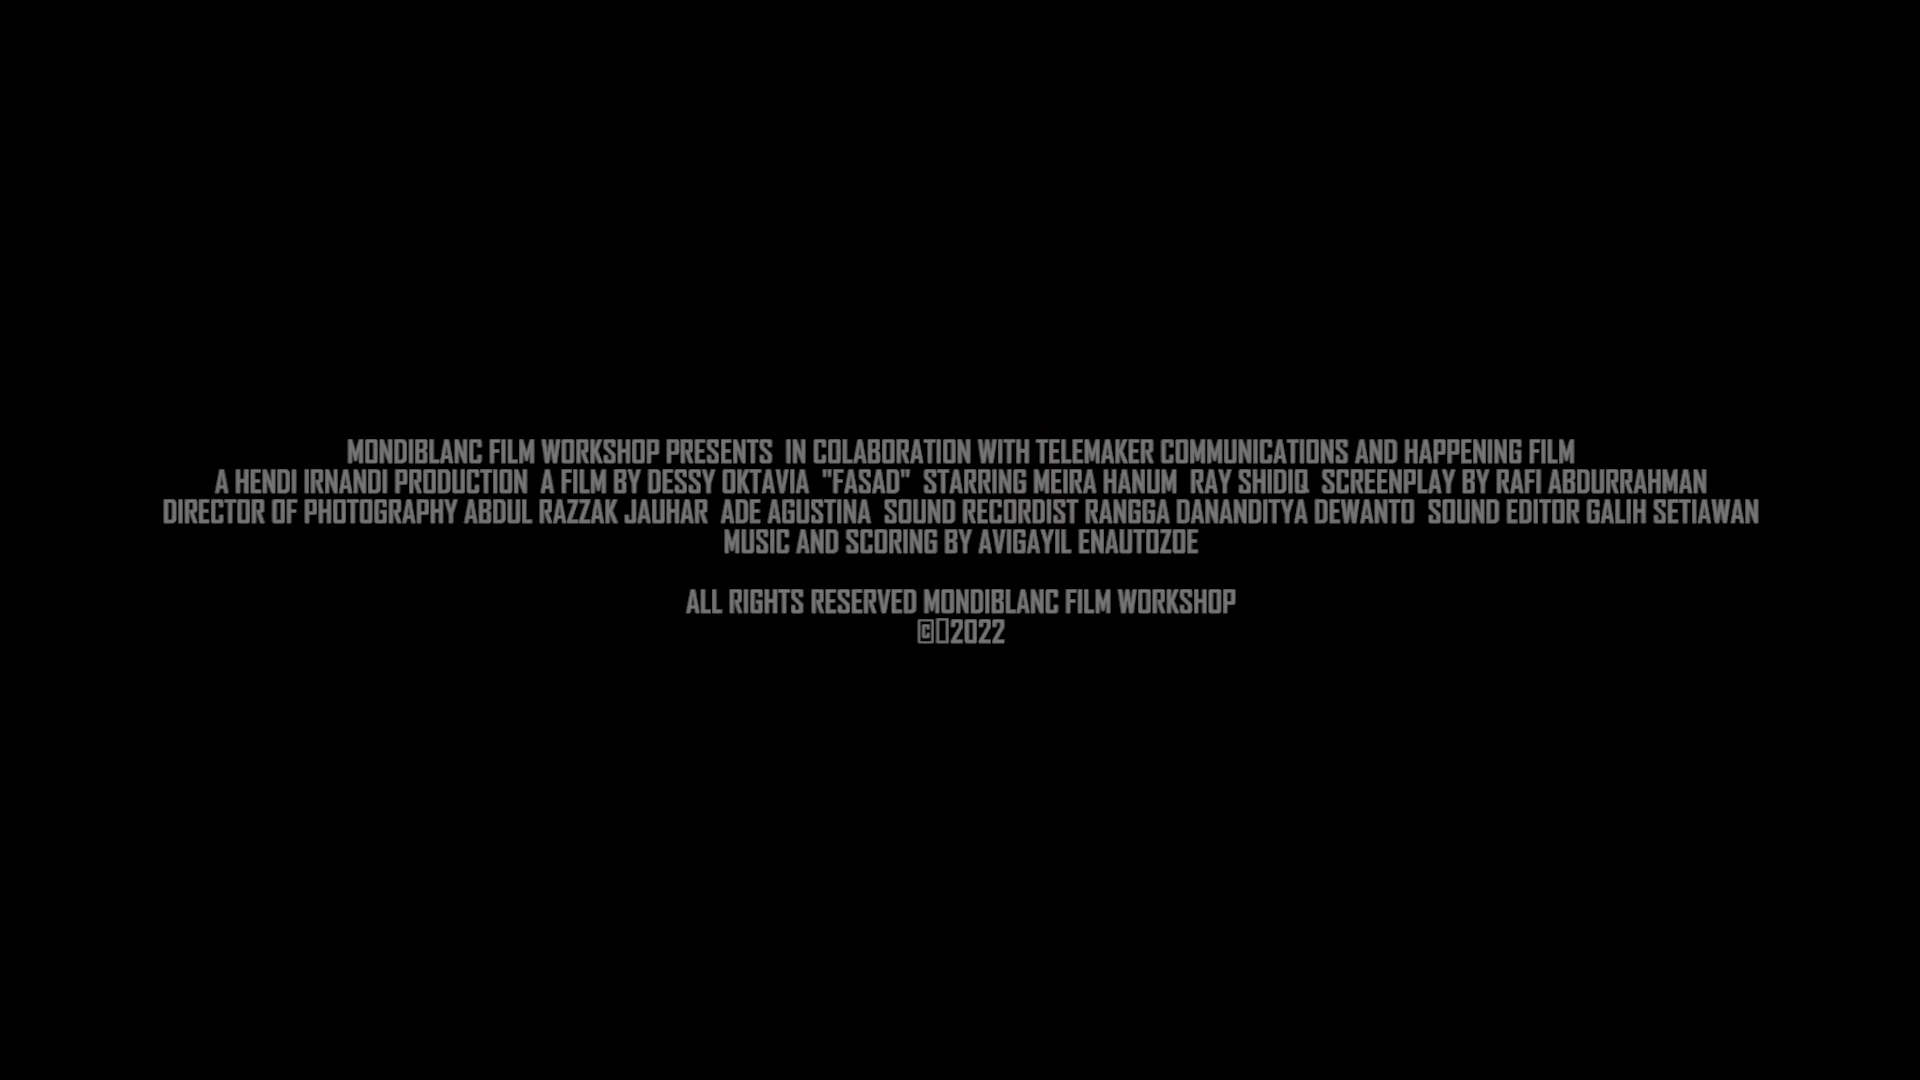 MONDIBLANC FILM WORKSHOP PRESENTS  IN COLABORATION WITH TELEMAKER COMMUNICATIONS AND HAPPENING FILM
A HENDI IRNANDI PRODUCTION  A FILM BY DESSY OKTAVIA  "FASAD"  STARRING MEIRA HANUM  RAY SHIDIQ  SCREENPLAY BY RAFI ABDURRAHMAN
DIRECTOR OF PHOTOGRAPHY ABDUL RAZZAK JAUHAR  ADE AGUSTINA  SOUND RECORDIST RANGGA DANANDITYA DEWANTO  SOUND EDITOR GALIH SETIAWAN
MUSIC AND SCORING BY AVIGAYIL ENAUTOZOE
ALL RIGHTS RESERVED MONDIBLANC FILM WORKSHOP
©▯2022